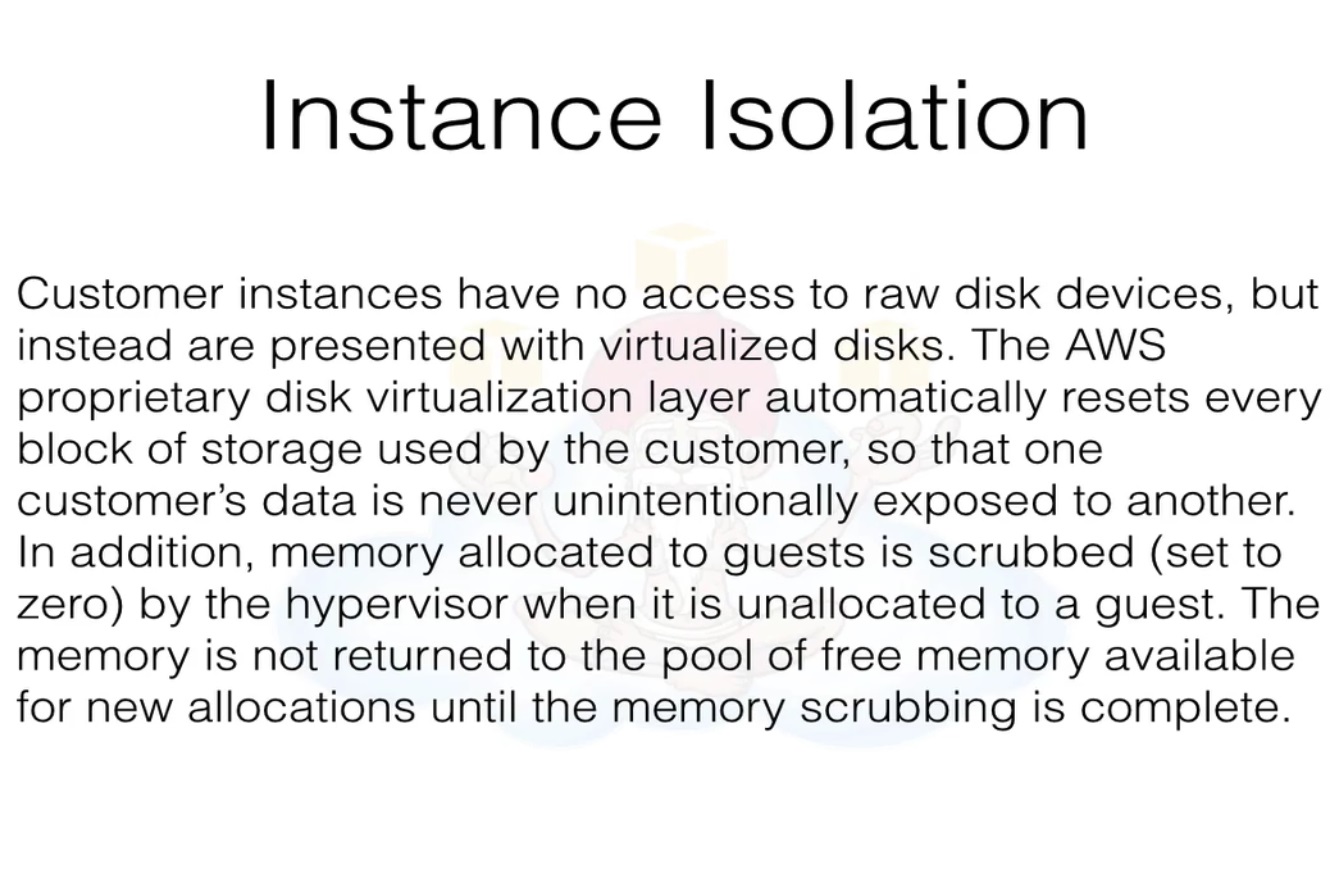 Instance Isolation
Customer instances have no access to raw disk devices, but
instead are presented with virtualized disks. The AWS
proprietary disk virtualization layer automatically resets every
block of storage used by the customer, so that one
customer’s data is never unintentionally exposed to another.
In addition, memory allocated to guests is scrubbed (set to
zero) by the hypervisor when it is unallocated to a guest. The
memory is not returned to the pool of free memory available
for new allocations until the memory scrubbing is complete.